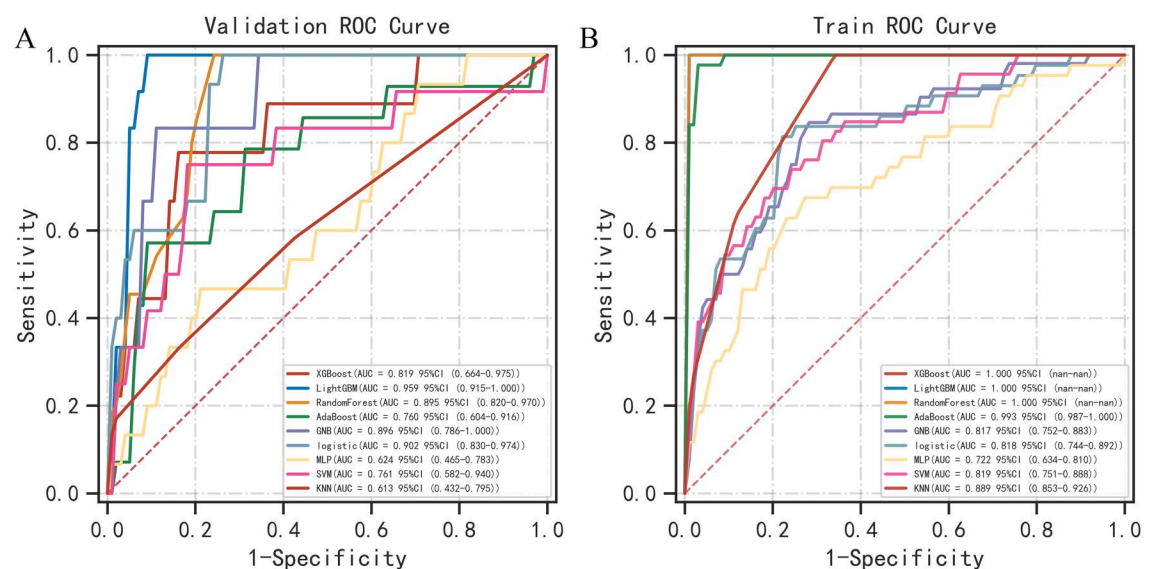 A
Validation ROC Curve
Sensitivity
1.0
0.8
0.6
0.4
0.2
0.0
XGBoost(AUC = 0.819 95%CI (0.664-0.975))
LightGBM(AUC = 0.959 95%CI (0.915-1.000))
RandomForest(AUC = 0.895 95%CI (0.820-0.970))
AdaBoost(AUC = 0.760 95%CI (0.604-0.916))
GNB(AUC = 0.896 95%CI (0.786-1.000))
logistic(AUC = 0.902 95%CI (0.830-0.974))
MLP(AUC = 0.624 95%CI (0.465-0.783))
SVM(AUC = 0.761 95%CI (0.582-0.940))
KNN(AUC = 0.613 95%CI (0.432-0.795))
0.0 0.2 0.4 0.6 0.8 1.0
1-Specificity
B
Train ROC Curve
Sensitivity
1.0
0.8
0.6
0.4
0.2
0.0
XGBoost(AUC = 1.000 95%CI (nan-nan))
LightGBM(AUC = 1.000 95%CI (nan-nan))
RandomForest(AUC = 1.000 95%CI (nan-nan))
AdaBoost(AUC = 0.993 95%CI (0.987-1.000))
GNB(AUC = 0.817 95%CI (0.752-0.883))
logistic(AUC = 0.818 95%CI (0.744-0.892))
MLP(AUC = 0.722 95%CI (0.634-0.810))
SVM(AUC = 0.819 95%CI (0.751-0.888))
KNN(AUC = 0.889 95%CI (0.853-0.926))
0.0 0.2 0.4 0.6 0.8 1.0
1-Specificity